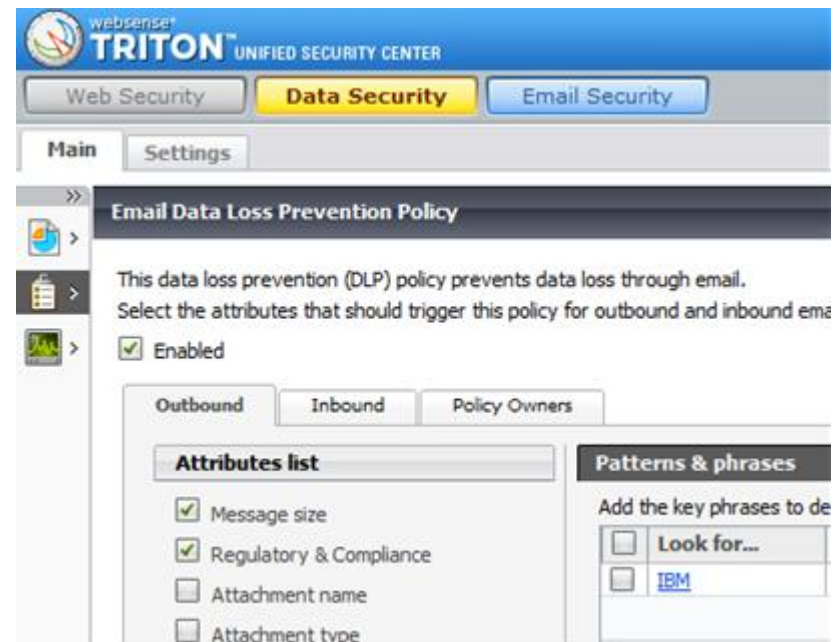 websense*
TRITON™ UNIFIED SECURITY CENTER
Web Security Data Security Email Security
Main Settings
Email Data Loss Prevention Policy
This data loss prevention (DLP) policy prevents data loss through email.
Select the attributes that should trigger this policy for outbound and inbound ema
Enabled
Outbound Inbound Policy Owners
Attributes list
Message size
Regulatory & Compliance
Attachment name
Attachment type
Patterns & phrases
Add the key phrases to de
Look for...
IBM